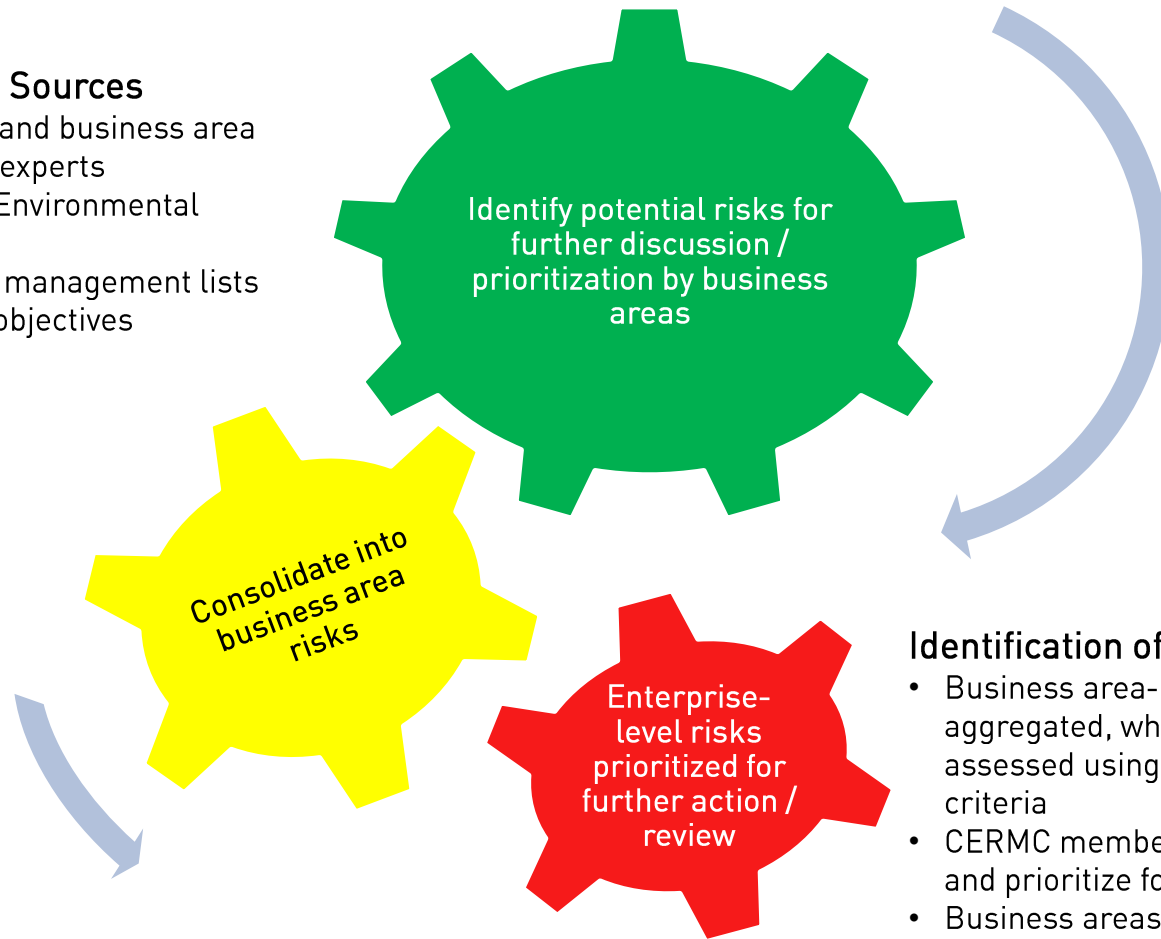 Sources
and business area
experts
Environmental
management lists
objectives
Identify potential risks for
further discussion /
prioritization by business
areas
Consolidate into
business area
risks
Enterprise-
level risks
prioritized for
further action /
review
Identification of
• Business area-
aggregated, wh
assessed using
criteria
• CERMC membe
and prioritize fo
• Business areas